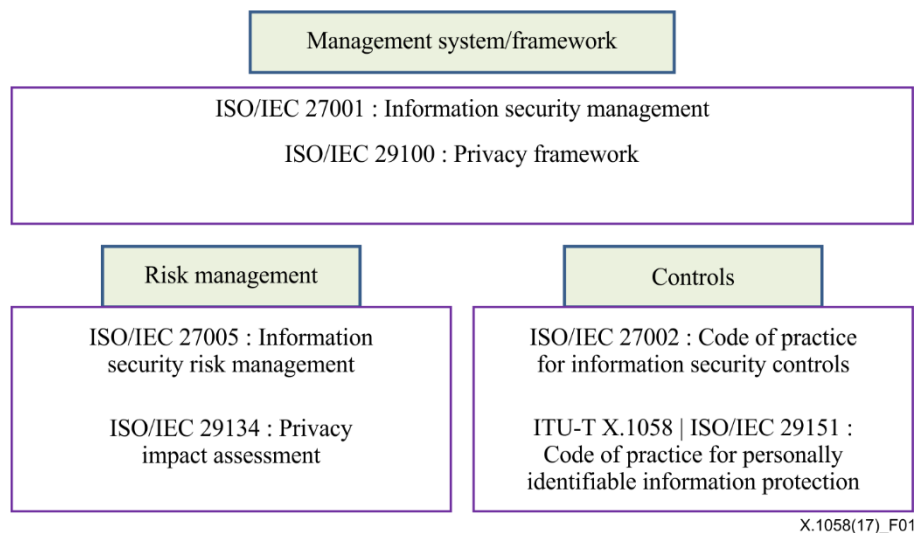 Management system/framework
ISO/IEC 27001 : Information security management
ISO/IEC 29100 : Privacy framework
Risk management
ISO/IEC 27005 : Information
security risk management
ISO/IEC 29134 : Privacy
impact assessment
Controls
ISO/IEC 27002 : Code of practice
for information security controls
ITU-T X.1058 | ISO/IEC 29151 :
Code of practice for personally
identifiable information protection
X.1058(17)_F01